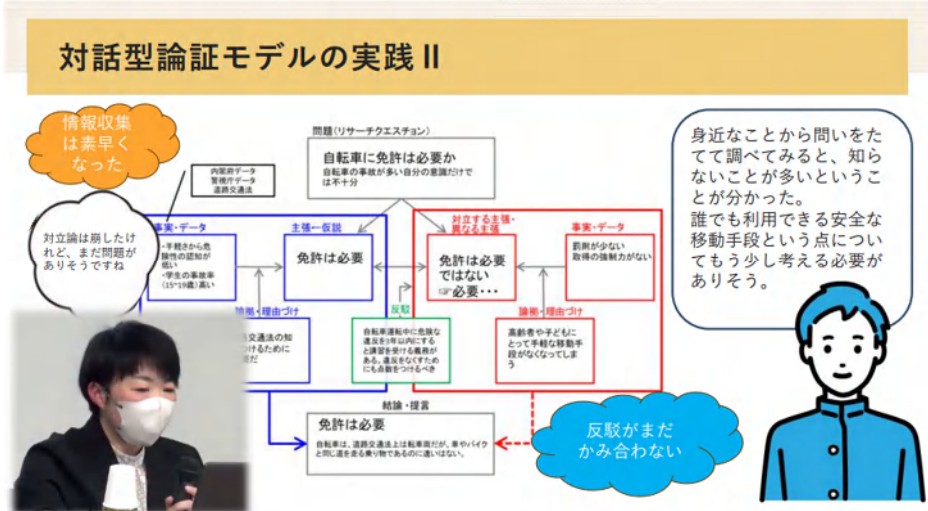 対話型論証モデルの実践Ⅱ
情報収集
は素早く
なった
内閣府データ
警視庁データ
道路交通法
対立論は崩したけ
れど、まだ問題が
ありそうですね
問題(リサーチクエスチョン)
自転車に免許は必要か
自転車の事故が多い自分の意識だけで
は不十分
事実・データ
・手軽さから危
険性の認知が
低い
・学生の事故率
(15~19歳)高い
主張←仮説
免許は必要
対立する主張・
異なる主張
免許は必要
ではない
☞必要・・・
事実・データ
罰則が少ない
取得の強制力がない
論拠・理由づけ
交通法の知
つけるために
反駁
自転車運転中に危険な
違反を3年以内にする
と講習を受ける義務が
ある、違反をなくすため
にも点数をつけるべき
論拠・理由づけ
高齢者や子どもに
とって手軽な移動手
段がなくなってしま
う
結論・提言
免許は必要
自転車は、道路交通法上は転車両だが、車やバイク
と同じ道を走る乗り物であるのに違いはない。
反駁がまだ
かみ合わない
身近なことから問いをた
てて調べてみると、知ら
ないことが多いというこ
とが分かった。
誰でも利用できる安全な
移動手段という点につい
てもう少し考える必要が
ありそう。